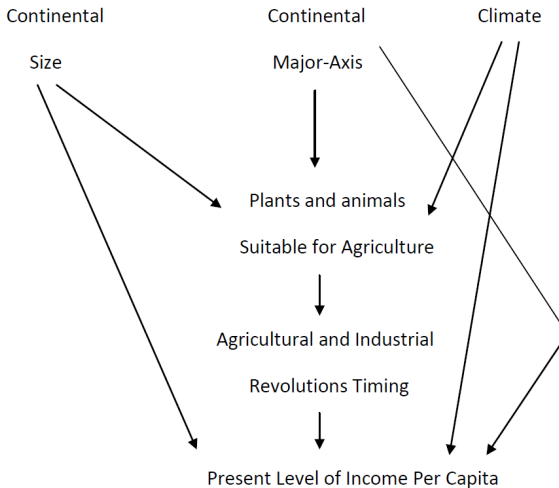 Continental
Continental
Climate
Size
Major-Axis
Plants and animals
Suitable for Agriculture
Agricultural and Industrial
Revolutions Timing
Present Level of Income Per Capita